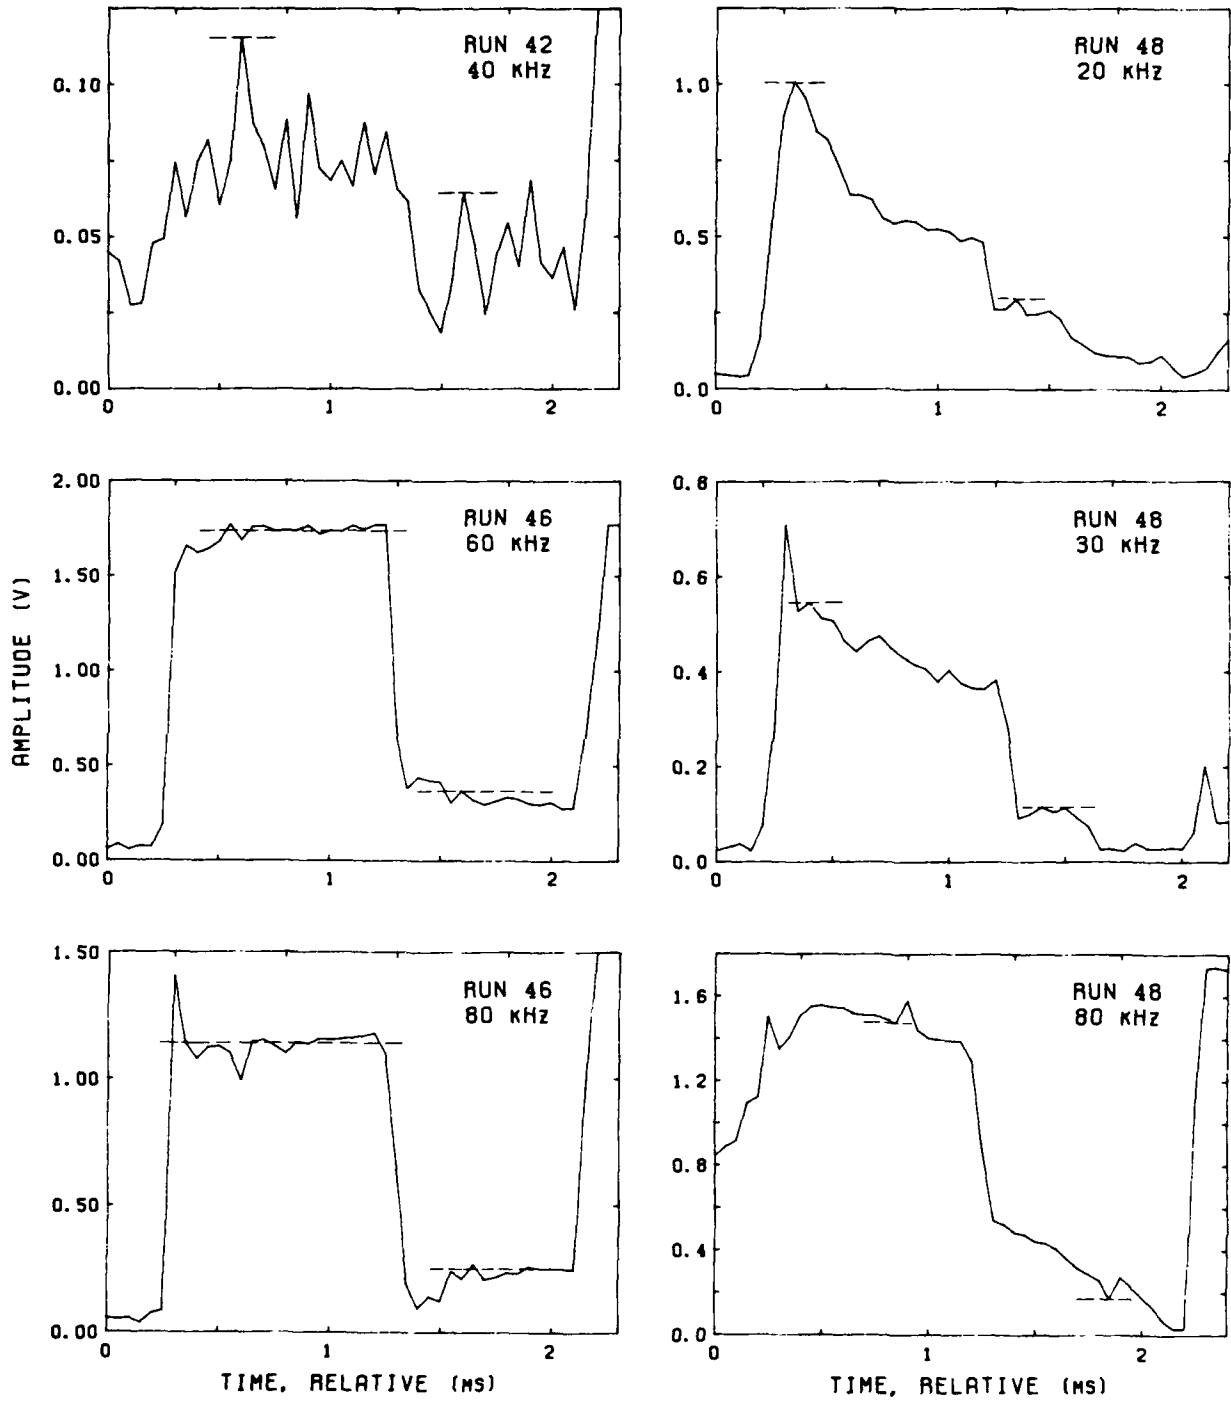 RUN 42
40 KHZ
0.10
0.05
0.00
0 1 2
RUN 48
20 KHZ
1.0
0.5
0.0
0 1 2
AMPLITUDE (V)
RUN 46
60 KHZ
2.00
1.50
1.00
0.50
0.00
0 1 2
RUN 48
30 KHZ
0.8
0.6
0.4
0.2
0.0
0 1 2
RUN 46
80 KHZ
1.50
1.00
0.50
0.00
0 1 2
TIME, RELATIVE (MS)
RUN 48
80 KHZ
1.6
1.2
0.8
0.4
0.0
0 1 2
TIME, RELATIVE (MS)